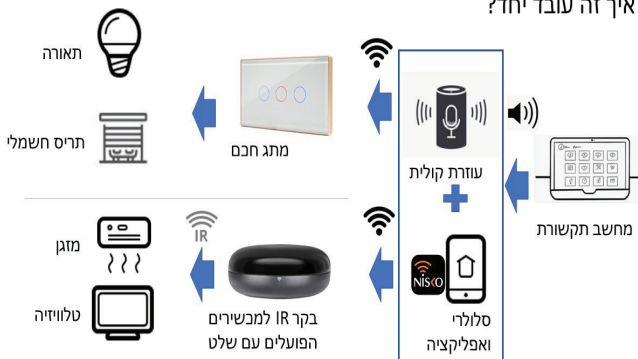 איך זה עובד יחד?
תאורה
תריס חשמלי
מתג חכם
עוזרת קולית
מחשב תקשורת
IR
מזגן
טלוויזיה
בקר IR למכשירים
הפועלים עם שלט
NISKO
סלולרי
ואפליקציה